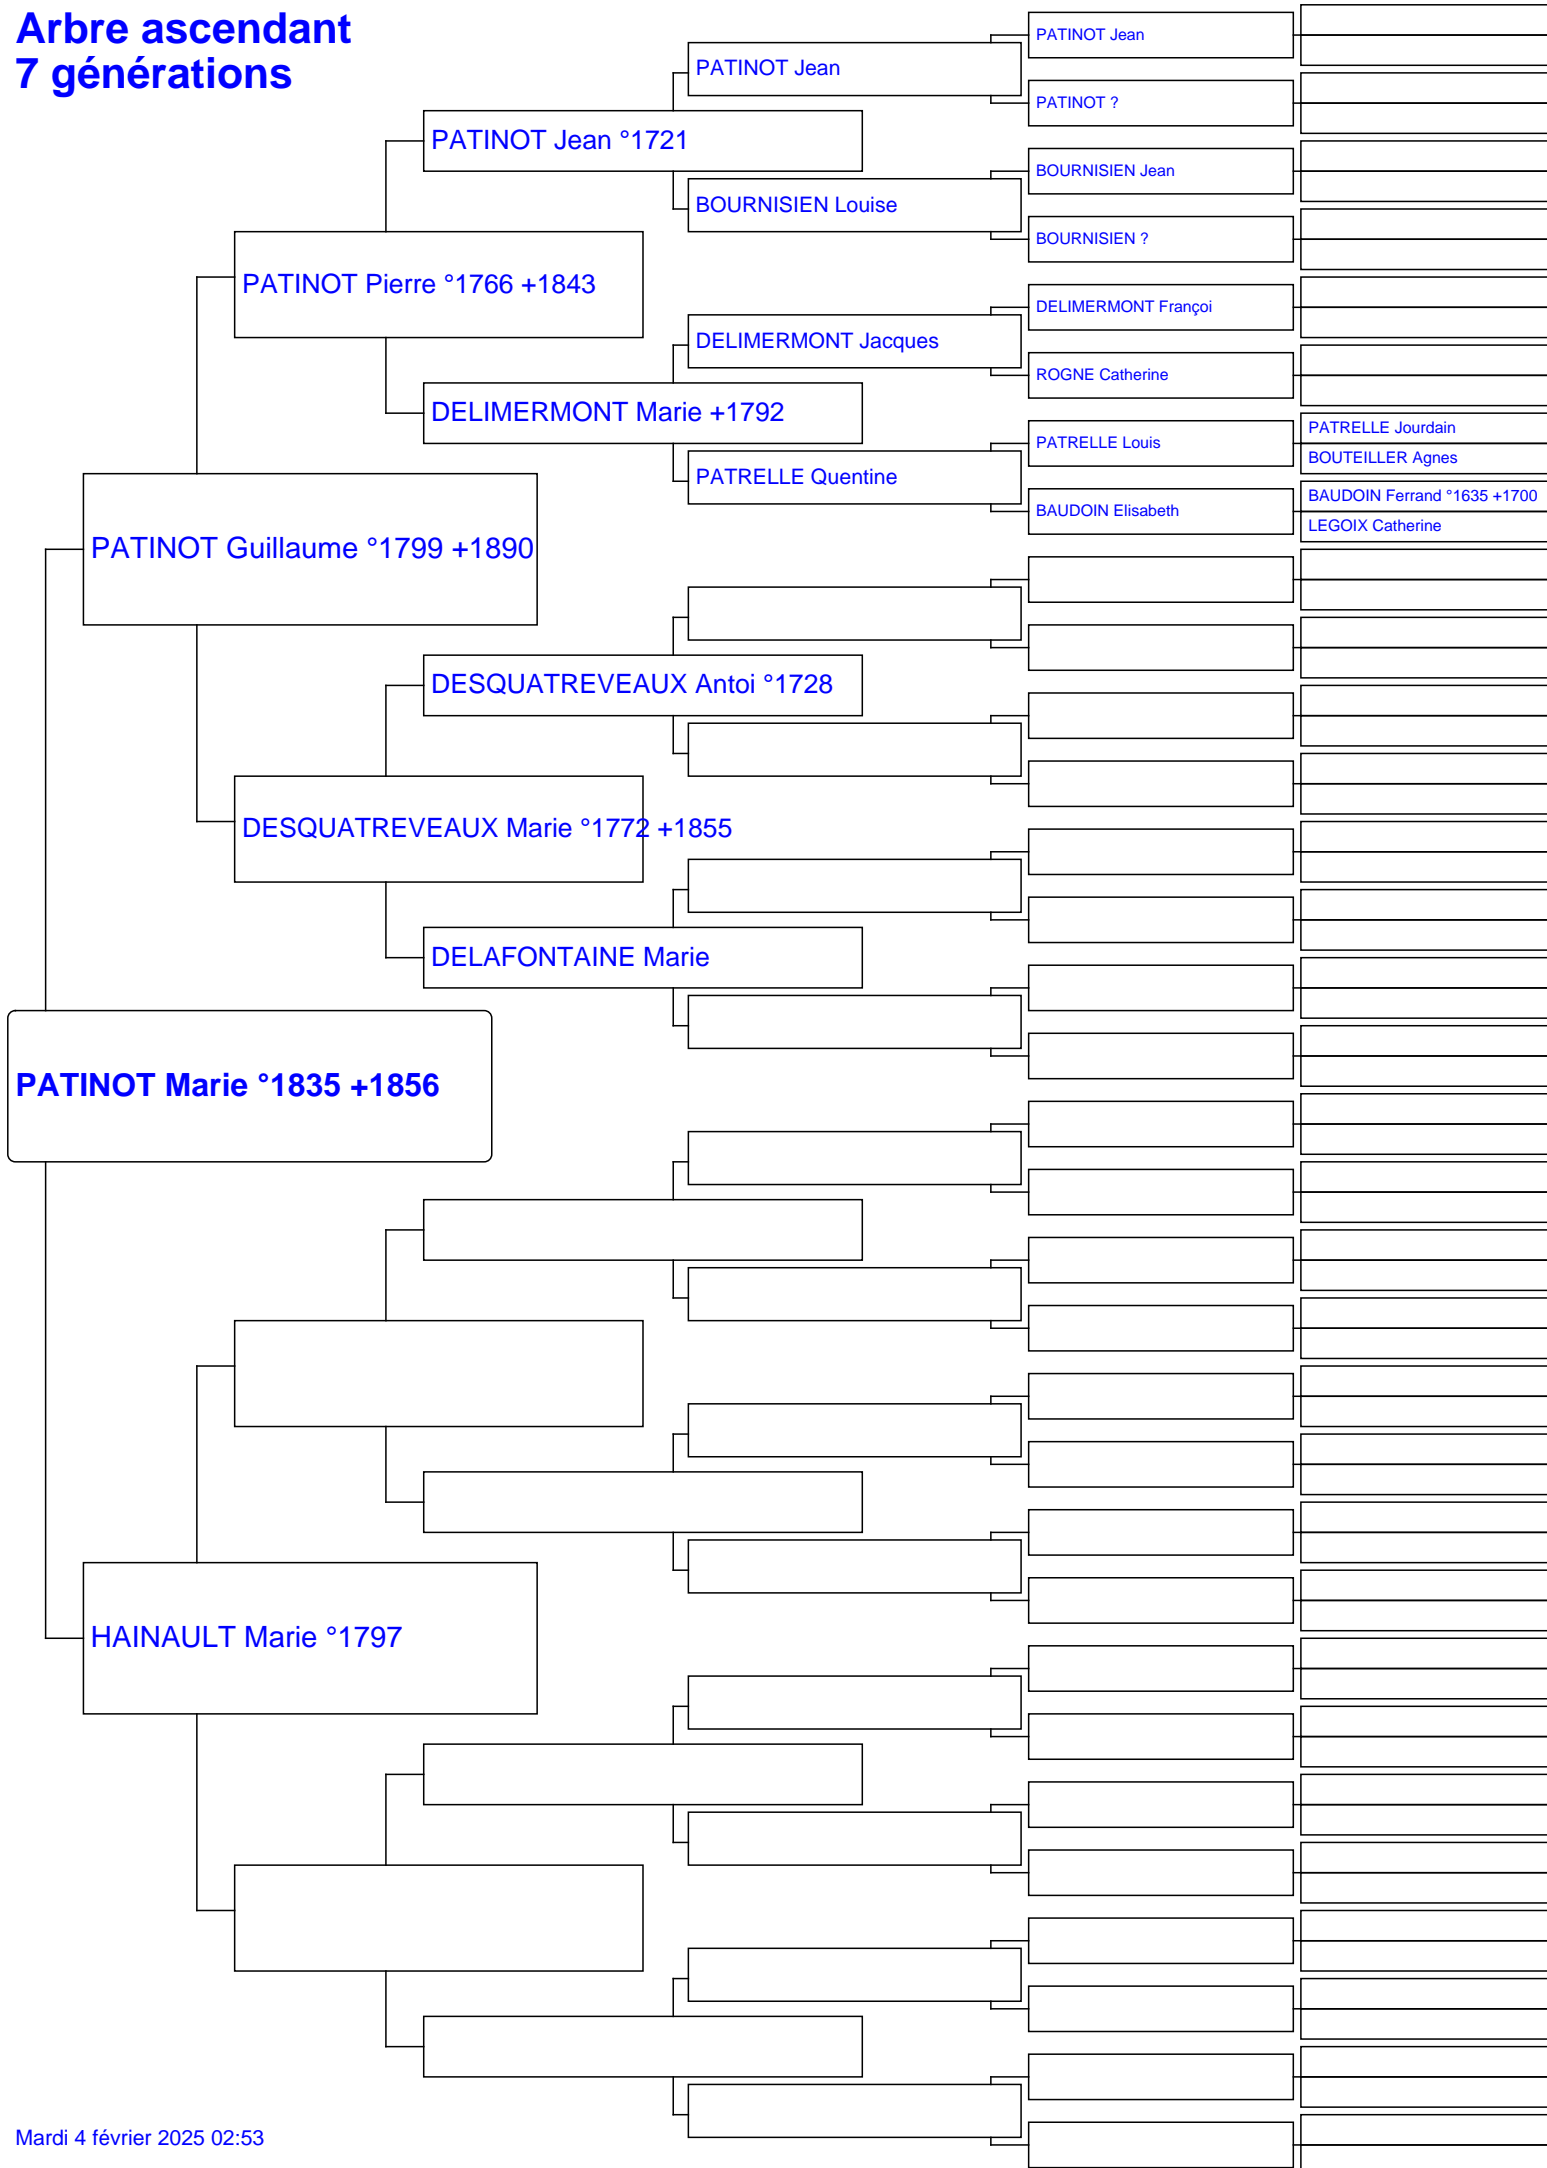 Arbre ascendant
7 générations
PATINOT Jean
PATINOT Jean
PATINOT ?
PATINOT Jean °1721
BOURNISIEN Jean
BOURNISIEN Louise
BOURNISIEN ?
PATINOT Pierre °1766 +1843
DELIMERMONT Françoi
DELIMERMONT Jacques
ROGNE Catherine
DELIMERMONT Marie +1792
PATRELLE Jourdain
PATRELLE Louis
BOUTEILLER Agnes
PATRELLE Quentine
BAUDOIN Ferrand °1635 +1700
BAUDOIN Elisabeth
LEGOIX Catherine
PATINOT Guillaume °1799 +1890
DESQUATREVEAUX Antoi °1728
DESQUATREVEAUX Marie °1772 +1855
DELAFONTAINE Marie
PATINOT Marie °1835 +1856
HAINAULT Marie °1797
Mardi 4 février 2025 02:53